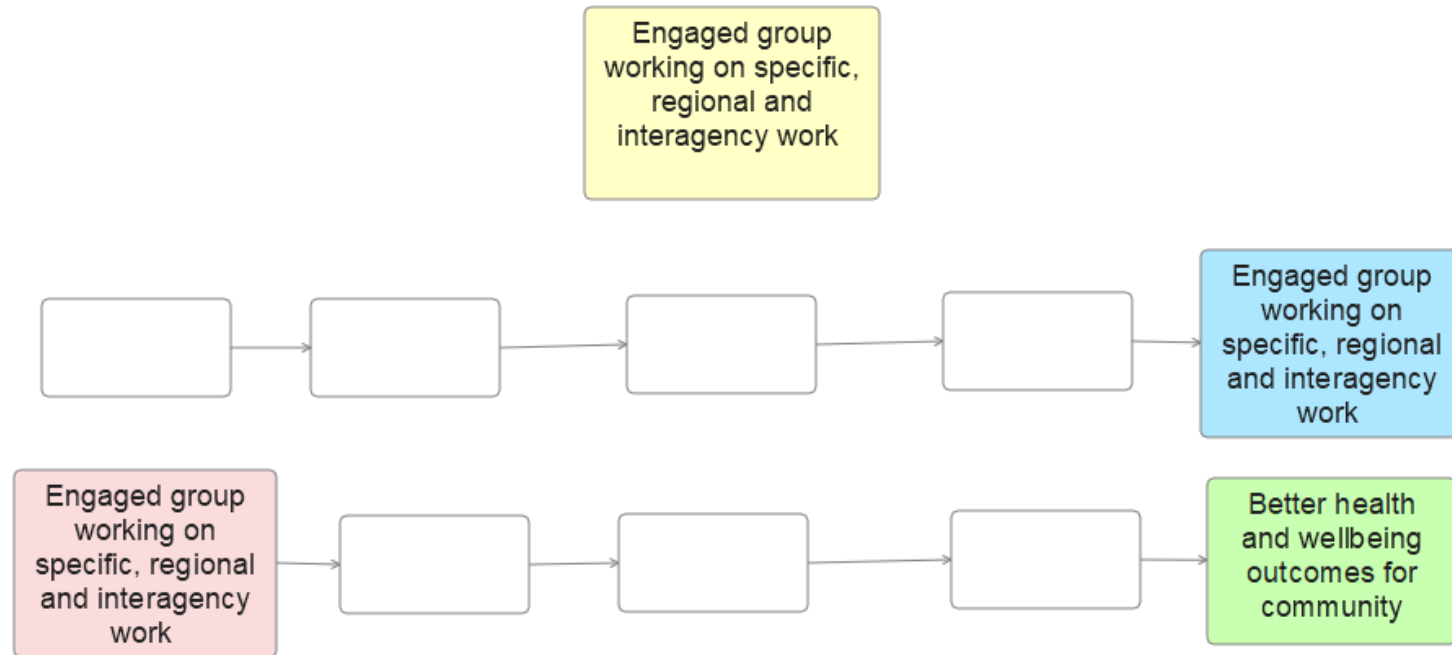 Engaged group
working on specific,
regional and
interagency work
Engaged group
working on
specific, regional
and interagency
work
Engaged group
working on
specific, regional
and interagency
work
Better health
and wellbeing
outcomes for
community